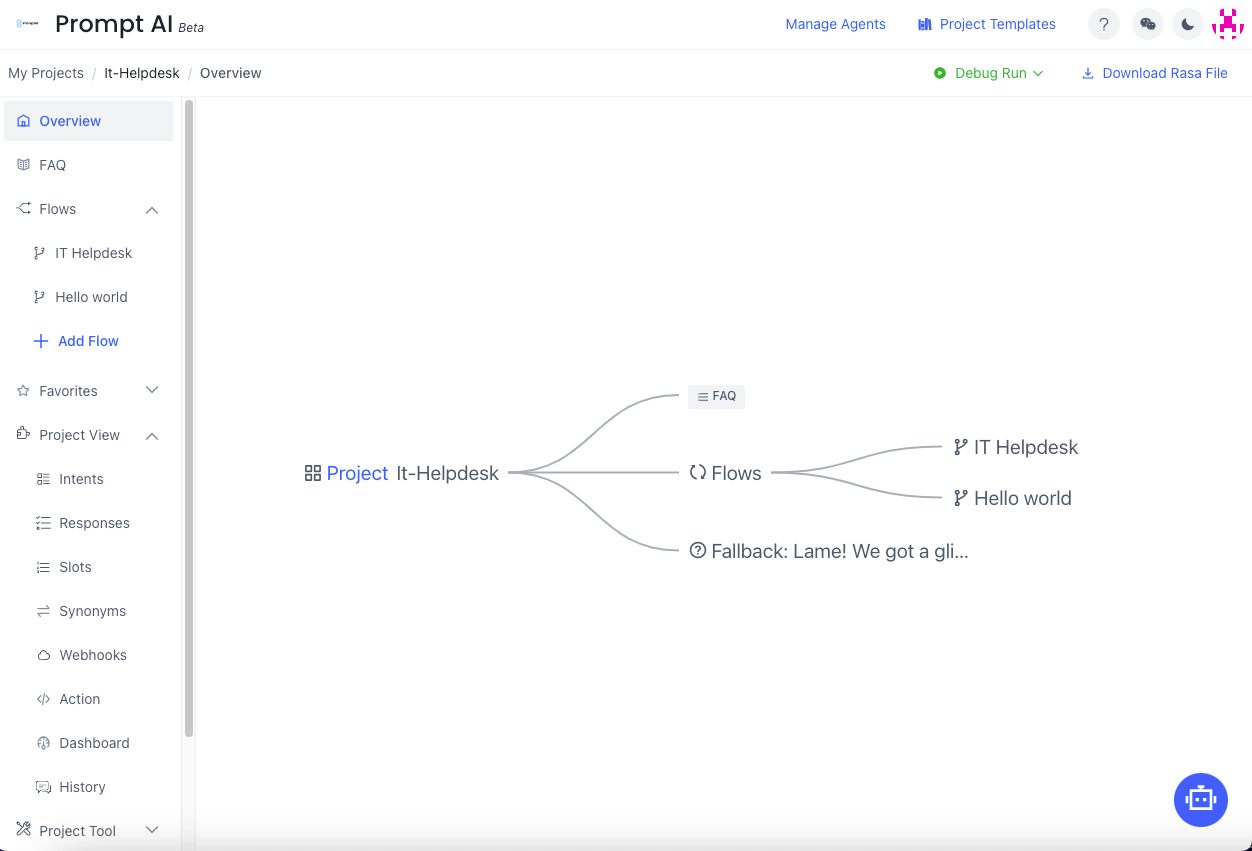 Prompt AI Beta
Manage Agents
Project Templates
My Projects / It-Helpdesk / Overview
Debug Run
Download Rasa File
Overview
FAQ
Flows
IT Helpdesk
Hello world
Add Flow
Favorites
Project View
Intents
Responses
Slots
Synonyms
Webhooks
Action
Dashboard
History
Project Tool
FAQ
Project It-Helpdesk
Flows
IT Helpdesk
Hello world
Fallback: Lame! We got a gli...